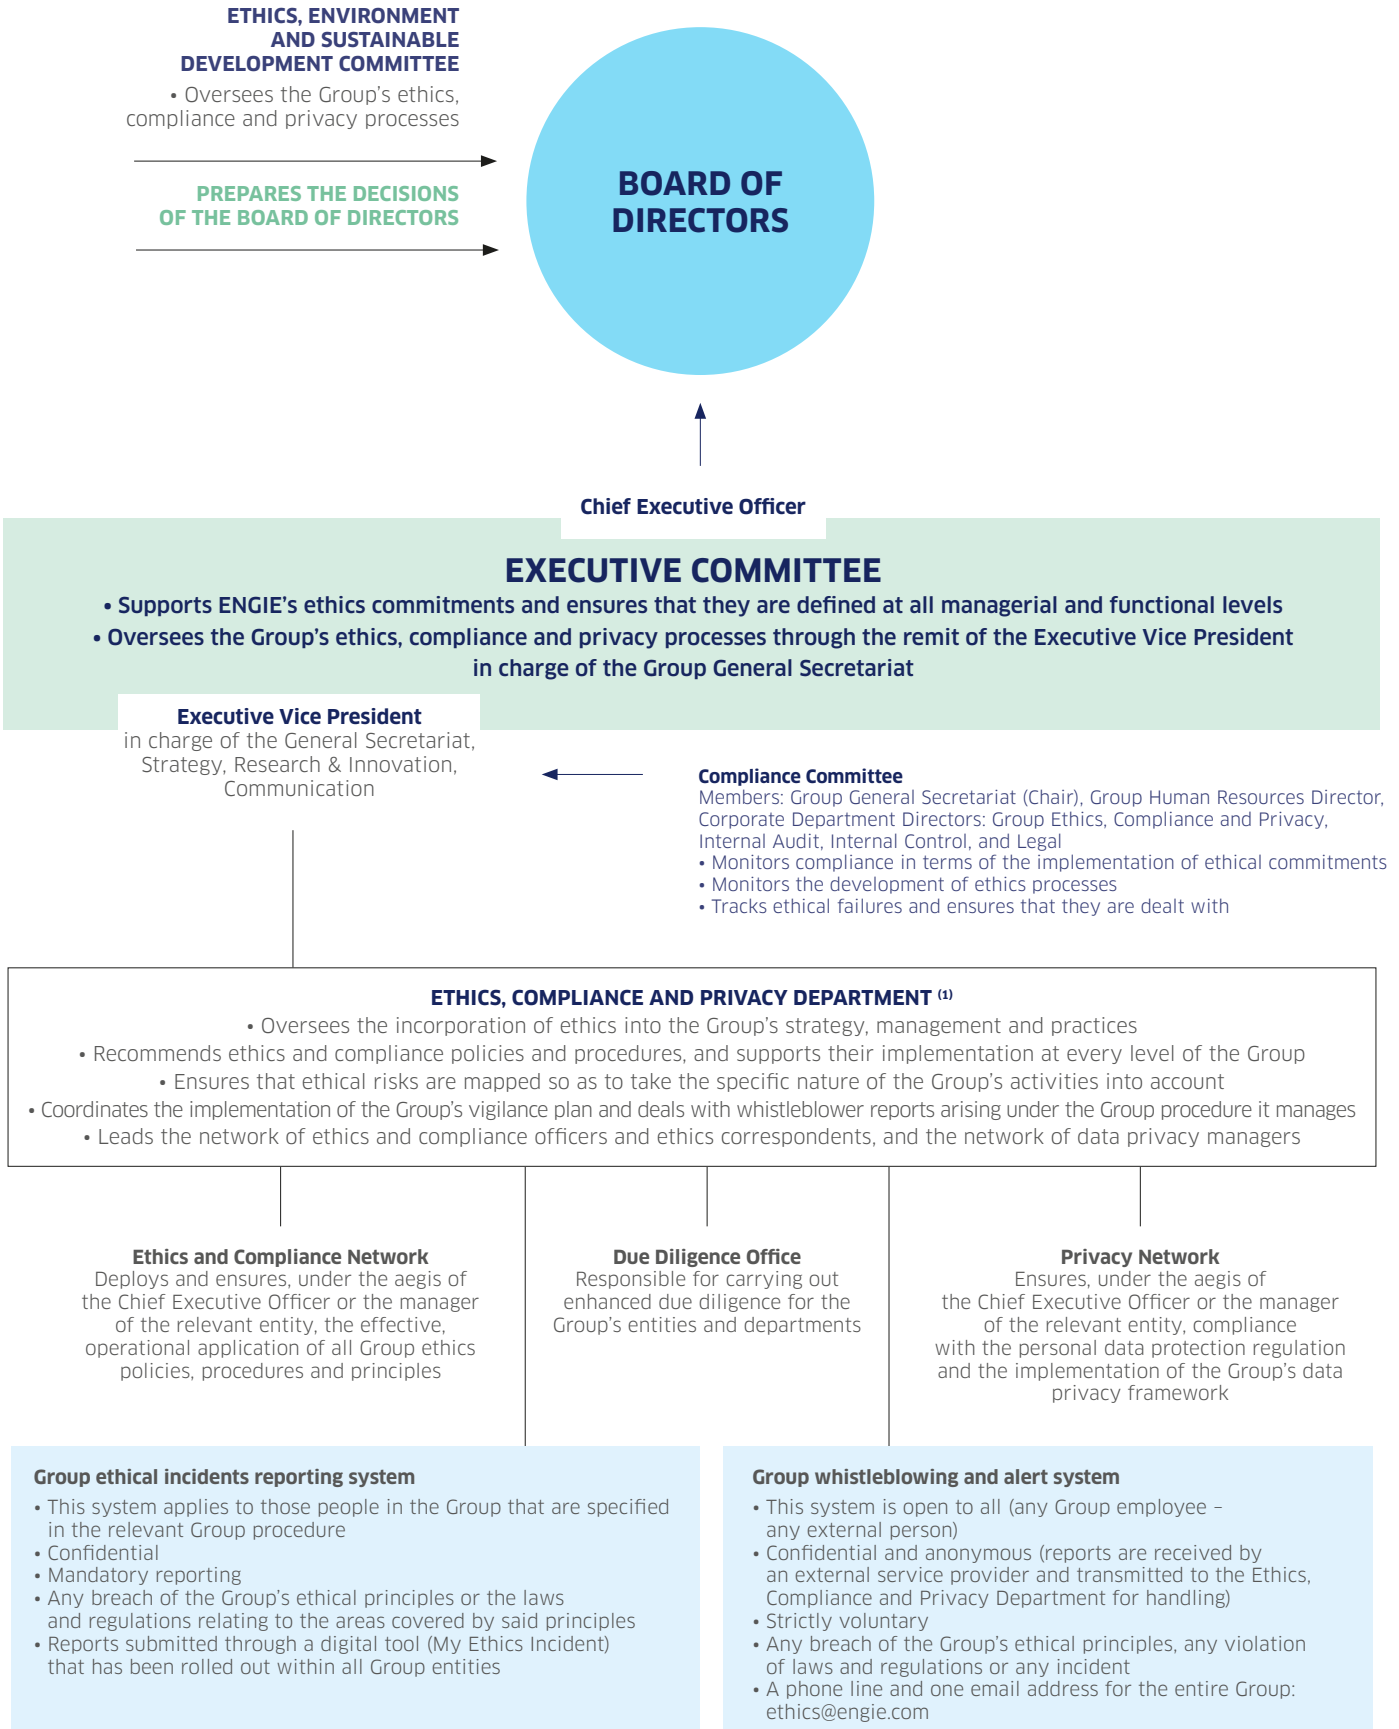 ETHICS, ENVIRONMENT
AND SUSTAINABLE
DEVELOPMENT COMMITTEE
• Oversees the Group's ethics,
compliance and privacy processes
PREPARES THE DECISIONS
OF THE BOARD OF DIRECTORS
BOARD OF
DIRECTORS
Chief Executive Officer
EXECUTIVE COMMITTEE
• Supports ENGIE's ethics commitments and ensures that they are defined at all managerial and functional levels
• Oversees the Group's ethics, compliance and privacy processes through the remit of the Executive Vice President
in charge of the Group General Secretariat
Executive Vice President
in charge of the General Secretariat,
Strategy, Research & Innovation,
Communication
Compliance Committee
Members: Group General Secretariat (Chair), Group Human Resources Director,
Corporate Department Directors: Group Ethics, Compliance and Privacy,
Internal Audit, Internal Control, and Legal
• Monitors compliance in terms of the implementation of ethical commitments
• Monitors the development of ethics processes
• Tracks ethical failures and ensures that they are dealt with
ETHICS, COMPLIANCE AND PRIVACY DEPARTMENT (1)
• Oversees the incorporation of ethics into the Group's strategy, management and practices
• Recommends ethics and compliance policies and procedures, and supports their implementation at every level of the Group
• Ensures that ethical risks are mapped so as to take the specific nature of the Group's activities into account
• Coordinates the implementation of the Group's vigilance plan and deals with whistleblower reports arising under the Group procedure it manages
• Leads the network of ethics and compliance officers and ethics correspondents, and the network of data privacy managers
Ethics and Compliance Network
Deploys and ensures, under the aegis of
the Chief Executive Officer or the manager
of the relevant entity, the effective,
operational application of all Group ethics
policies, procedures and principles
Due Diligence Office
Responsible for carrying out
enhanced due diligence for the
Group's entities and departments
Privacy Network
Ensures, under the aegis of
the Chief Executive Officer or the manager
of the relevant entity, compliance
with the personal data protection regulation
and the implementation of the Group's data
privacy framework
Group ethical incidents reporting system
• This system applies to those people in the Group that are specified
in the relevant Group procedure
• Confidential
• Mandatory reporting
• Any breach of the Group's ethical principles or the laws
and regulations relating to the areas covered by said principles
• Reports submitted through a digital tool (My Ethics Incident)
that has been rolled out within all Group entities
Group whistleblowing and alert system
• This system is open to all (any Group employee –
any external person)
• Confidential and anonymous (reports are received by
an external service provider and transmitted to the Ethics,
Compliance and Privacy Department for handling)
• Strictly voluntary
• Any breach of the Group's ethical principles, any violation
of laws and regulations or any incident
• A phone line and one email address for the entire Group:
ethics@engie.com